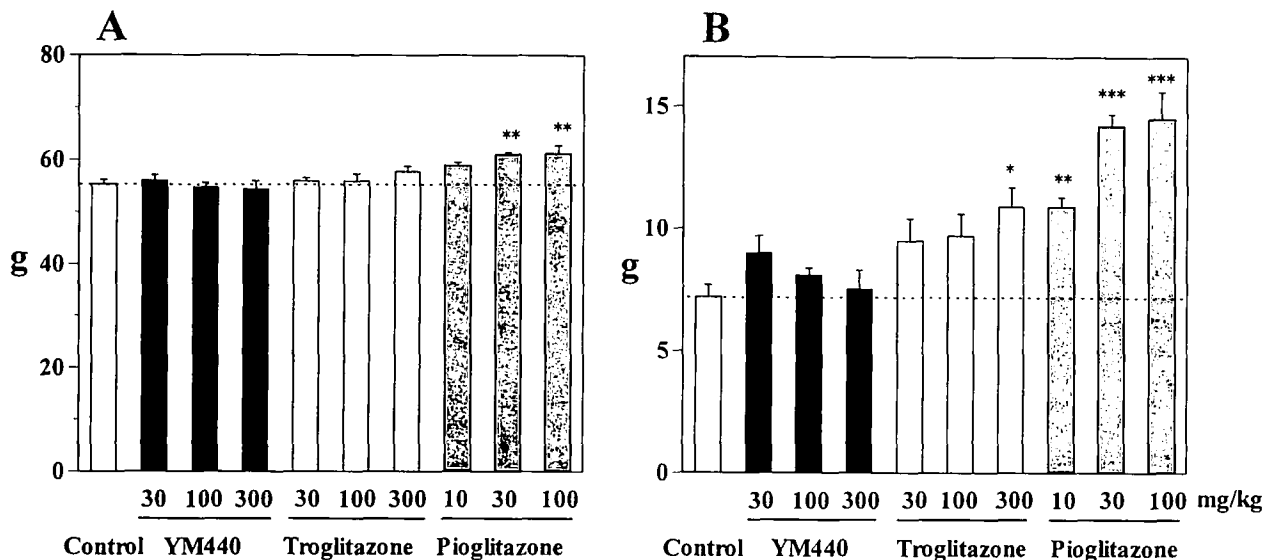 A
80
60
40
20
0
g
**
**
30 100 300 30 100 300 10 30 100
Control YM440 Troglitazone Pioglitazone
B
15
10
5
0
g
*
**
***
***
30 100 300 30 100 300 10 30 100 mg/kg
Control YM440 Troglitazone Pioglitazone